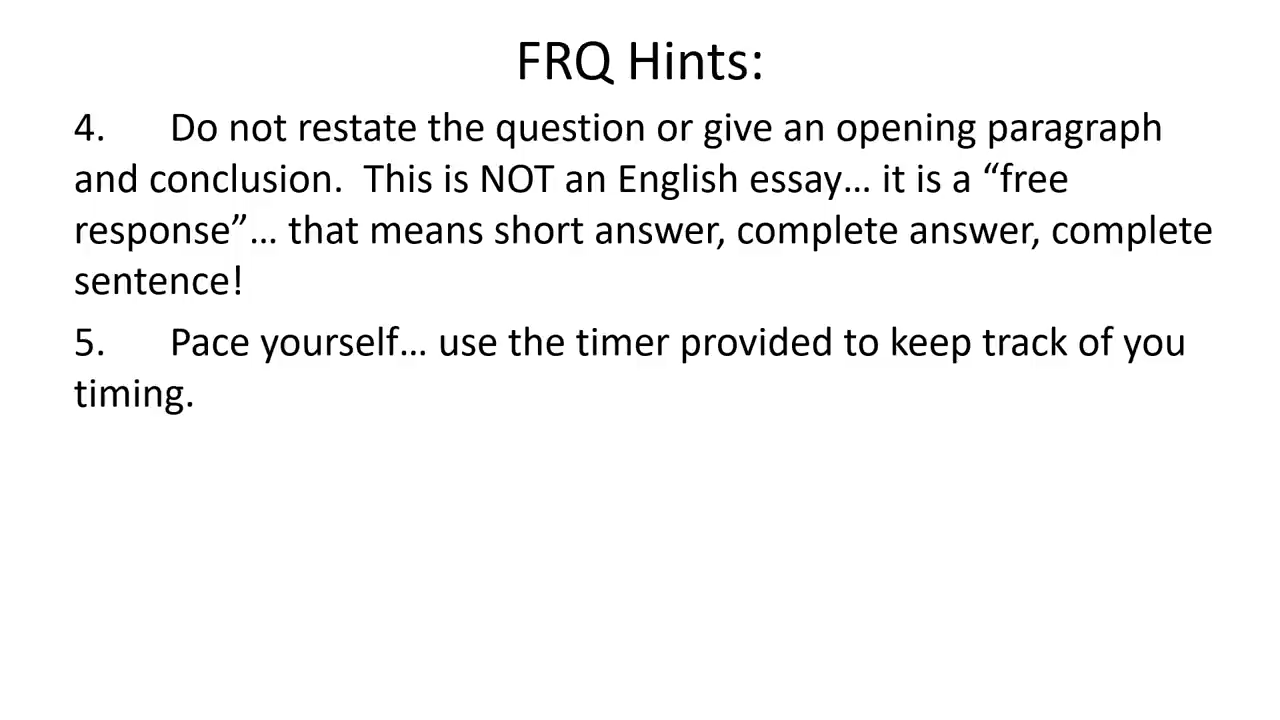 FRQ Hints:
4. Do not restate the question or give an opening paragraph
and conclusion. This is NOT an English essay… it is a “free
response”… that means short answer, complete answer, complete
sentence!
5. Pace yourself… use the timer provided to keep track of you
timing.